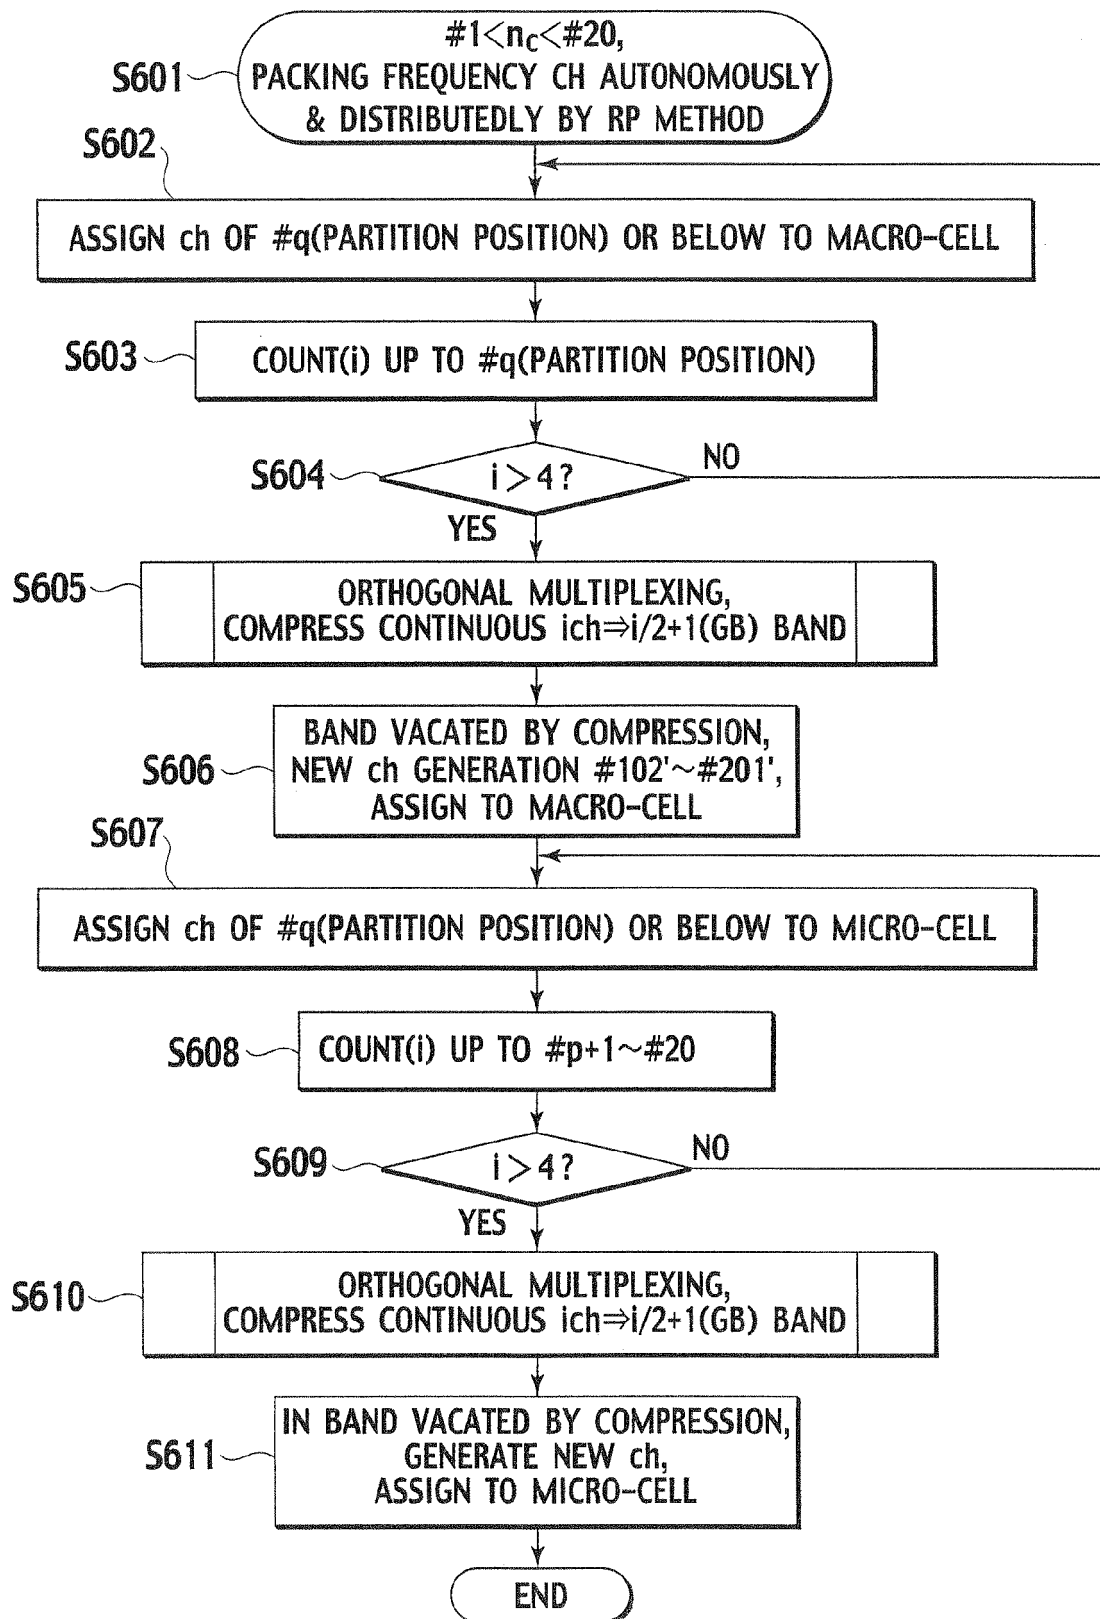 #1<nC<#20,
S601
PACKING FREQUENCY CH AUTONOMOUSLY
& DISTRIBUTEDLY BY RP METHOD
S602
ASSIGN ch OF #q(PARTITION POSITION) OR BELOW TO MACRO-CELL
S603
COUNT(i) UP TO #q(PARTITION POSITION)
S604
i>4?
NO
YES
S605
ORTHOGONAL MULTIPLEXING,
COMPRESS CONTINUOUS ich⇒i/2+1(GB) BAND
S606
BAND VACATED BY COMPRESSION,
NEW ch GENERATION #102'~#201',
ASSIGN TO MACRO-CELL
S607
ASSIGN ch OF #q(PARTITION POSITION) OR BELOW TO MICRO-CELL
S608
COUNT(i) UP TO #p+1~#20
S609
i>4?
NO
YES
S610
ORTHOGONAL MULTIPLEXING,
COMPRESS CONTINUOUS ich⇒i/2+1(GB) BAND
S611
IN BAND VACATED BY COMPRESSION,
GENERATE NEW ch,
ASSIGN TO MICRO-CELL
END